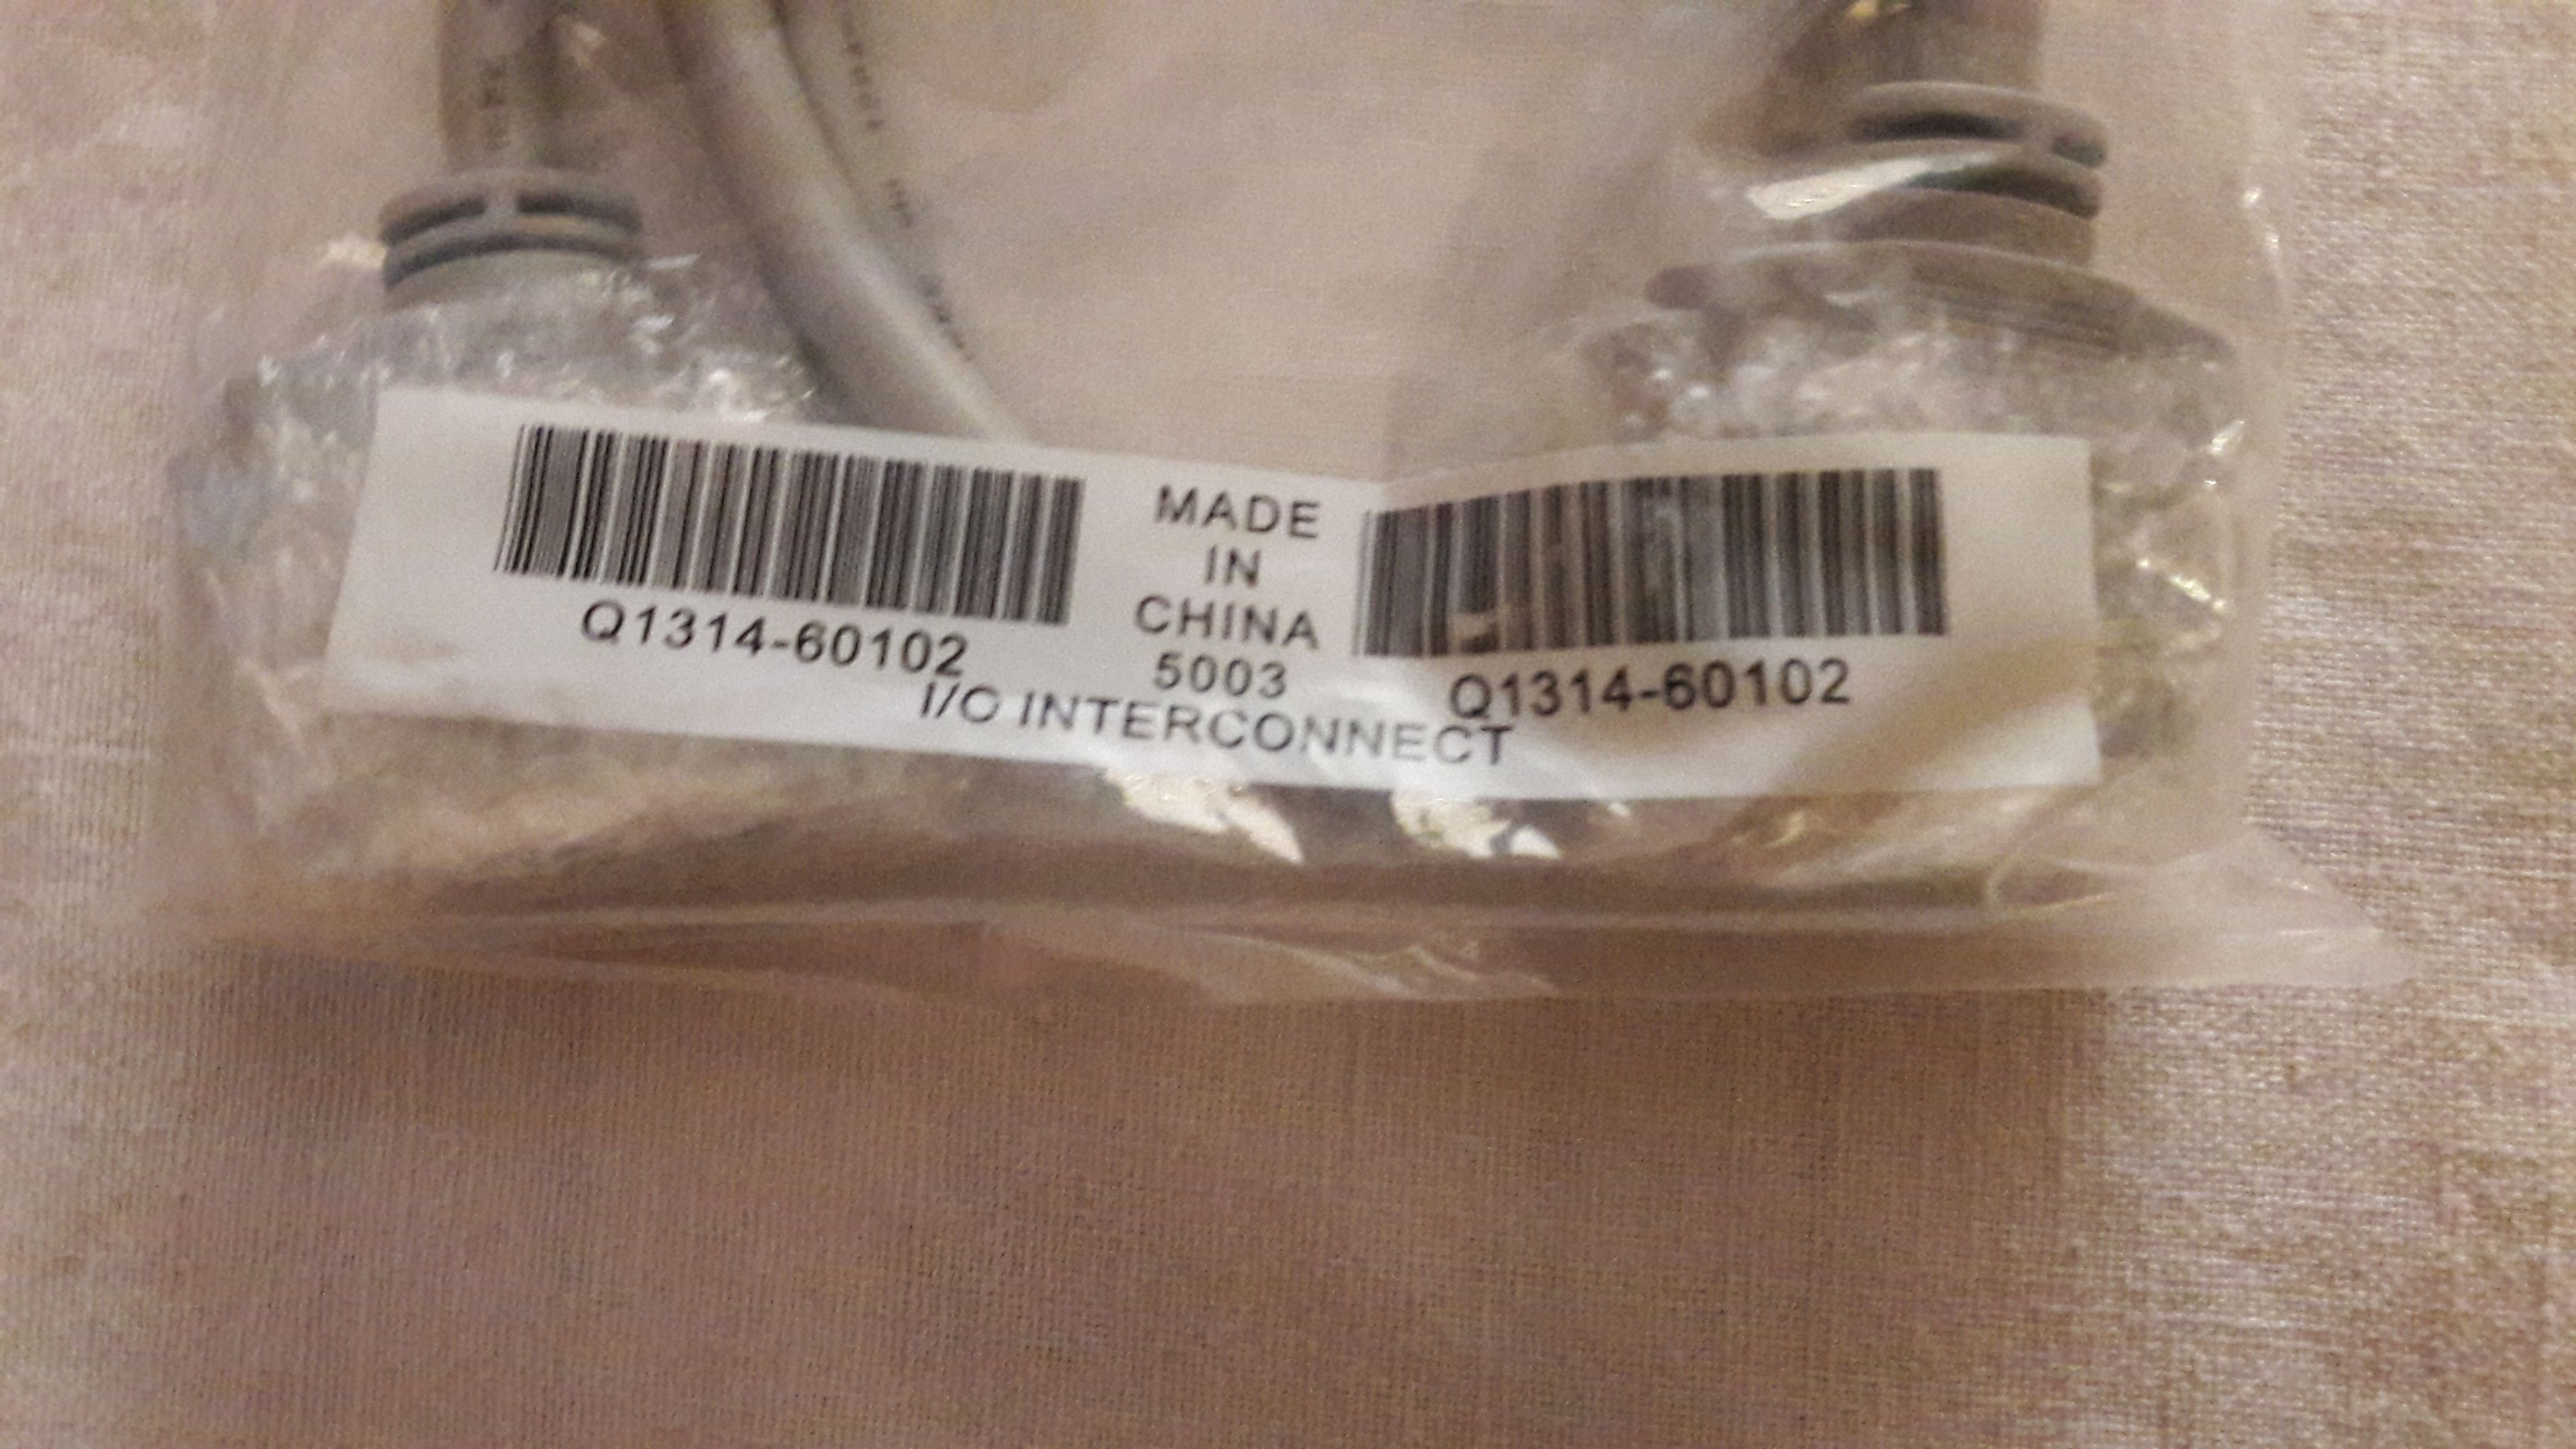 MADE
IN
CHINA
5003
Q1314-60102
Q1314-60102
I/O INTERCONNECT